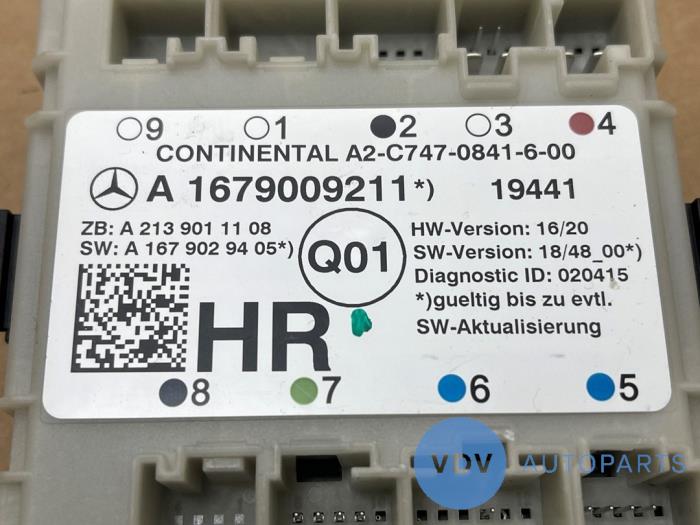 9 1 2 3 4
CONTINENTAL A2-C747-0841-6-00
A 1679009211*) 19441
ZB: A 213 901 11 08
SW: A 167 902 94 05*)
Q01
HW-Version: 16/20
SW-Version: 18/48_00*)
Diagnostic ID: 020415
*)gueltig bis zu evtl.
SW-Aktualisierung
HR
8 7 6 5
VDV AUTOPARTS